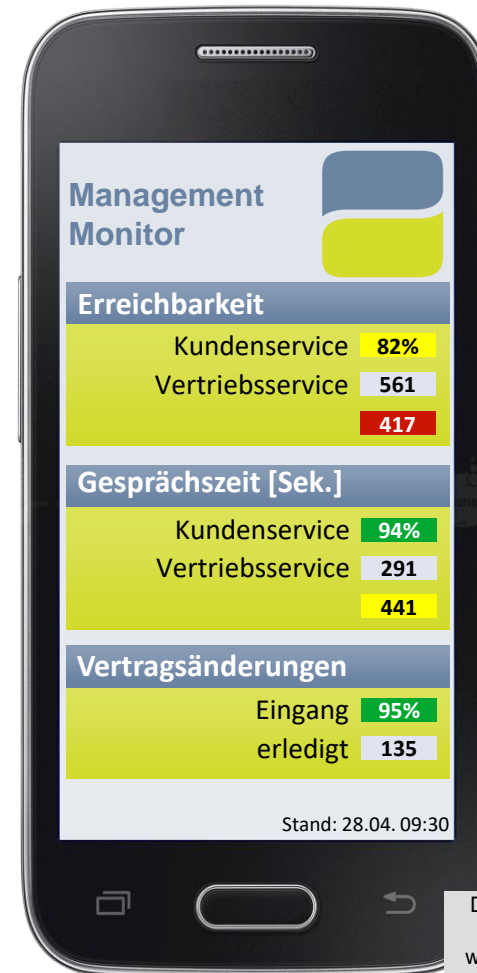 Management
Monitor
Erreichbarkeit
Kundenservice 82%
Vertriebsservice 561
417
Gesprächszeit [Sek.]
Kundenservice 94%
Vertriebsservice 291
441
Vertragsänderungen
Eingang 95%
erledigt 135
Stand: 28.04. 09:30